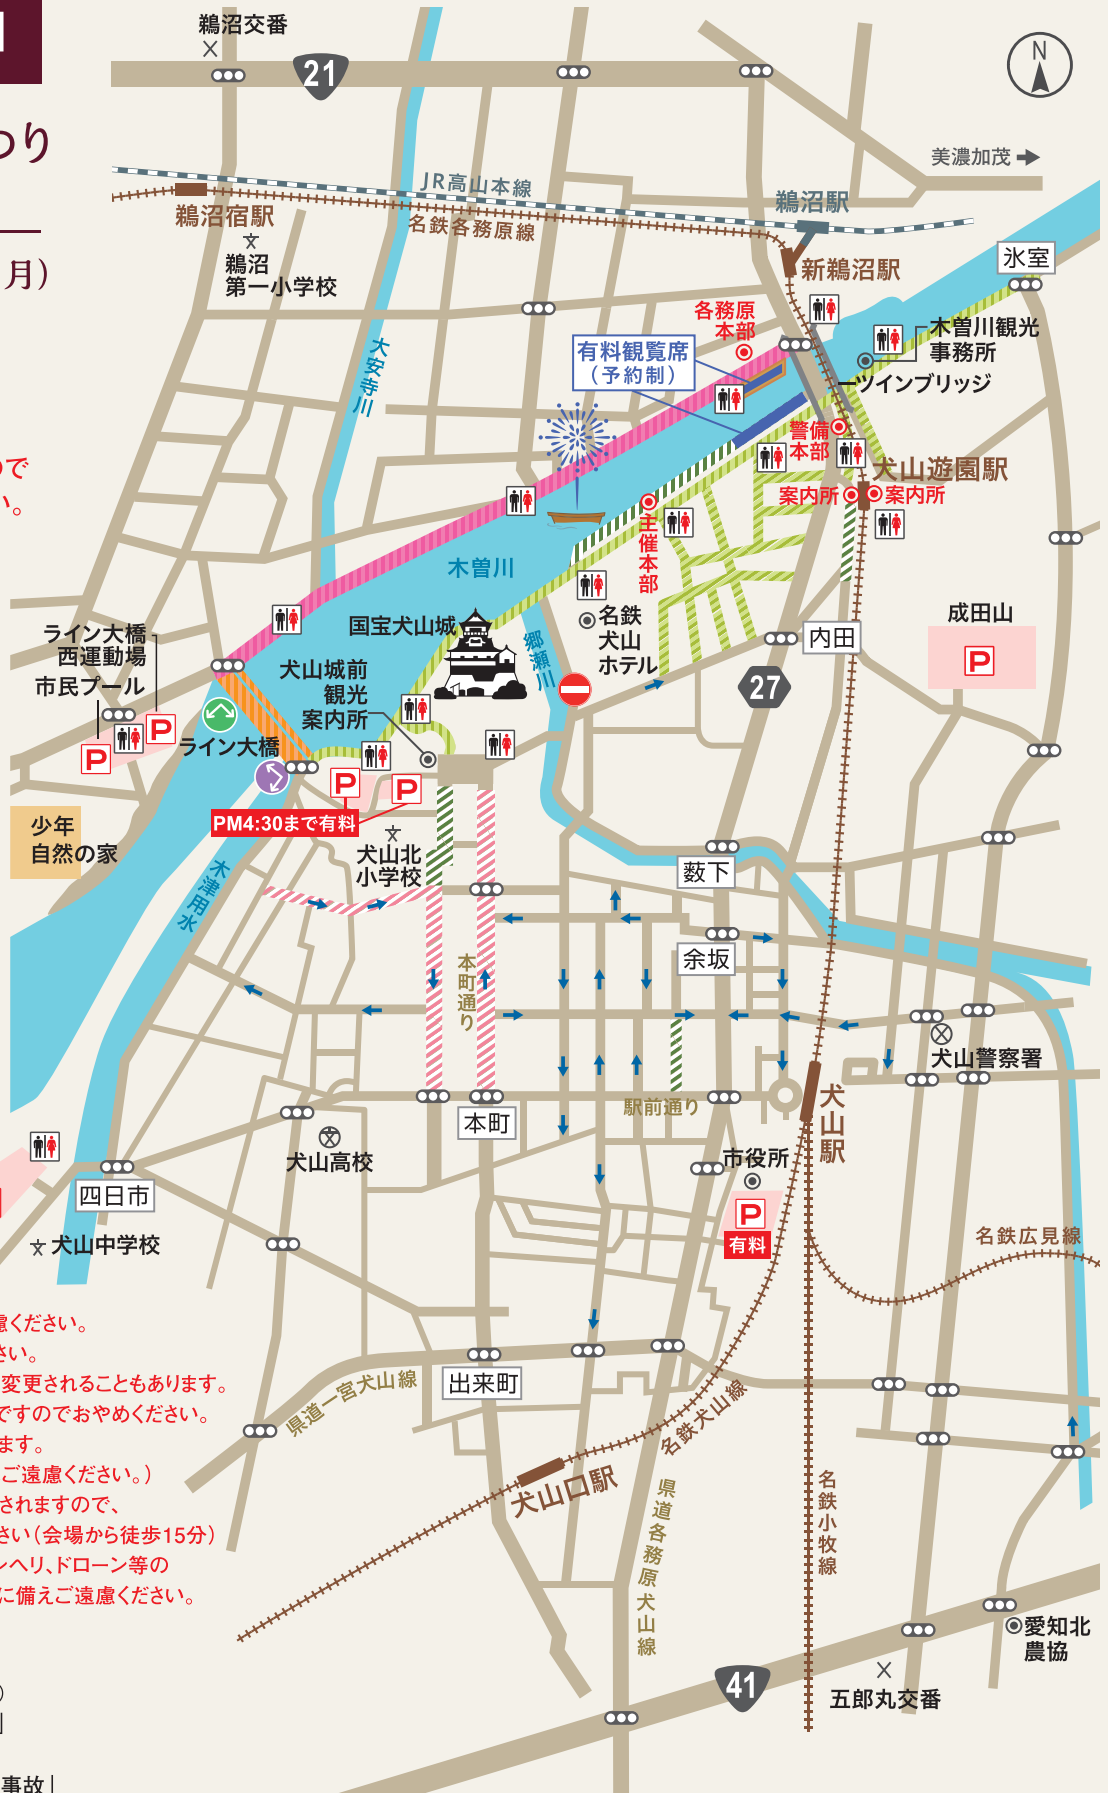 鵜沼交番
21
N
つり
美濃加茂
JR高山本線
鵜沼駅
鵜沼宿駅
名鉄各務原線
月)
鵜沼
第一小学校
新鵜沼駅
氷室
各務原
本部
木曽川観光
事務所
有料観覧席
(予約制)
大安寺川
ツインブリッジ
警備
本部
犬山遊園駅
ので
案内所
案内所
い。
主催本部
木曽川
国宝犬山城
名鉄
犬山
ホテル
成田山
P
内田
ライン大橋
西運動場
市民プール
犬山城前
観光
案内所
郷瀬川
27
P
P
ライン大橋
P
P
PM4:30まで有料
少年
自然の家
犬山北
小学校
薮下
木津用水
本町通り
余坂
犬山警察署
駅前通り
犬山駅
本町
犬山高校
市役所
四日市
P
有料
犬山中学校
名鉄広見線
慮ください。
さい。
変更されることもあります。
ですのでおやめください。
ます。
ご遠慮ください。)
されますので、
さい(会場から徒歩15分)
ンヘリ、ドローン等の
に備えご遠慮ください。
出来町
県道一宮犬山線
名鉄犬山線
犬山口駅
県道各務原犬山線
名鉄小牧線
愛知北
農協
41
五郎丸交番
事故